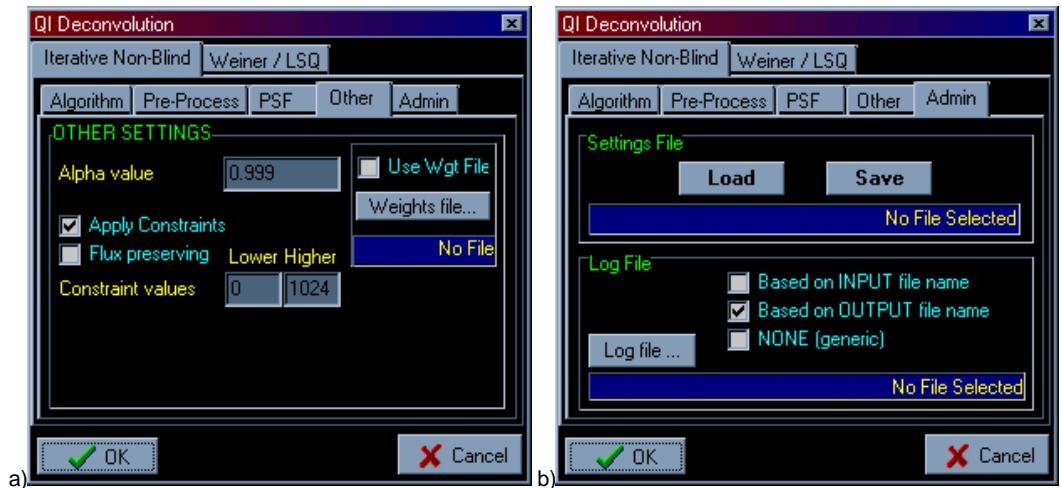 QI Deconvolution
Iterative Non-Blind Weiner / LSQ
Algorithm Pre-Process PSF Other Admin
OTHER SETTINGS
Alpha value 0.999
Use Wgt File
Weights file...
No File
Apply Constraints
Flux preserving
Lower Higher
Constraint values 0 1024
OK Cancel
a)
QI Deconvolution
Iterative Non-Blind Weiner / LSQ
Algorithm Pre-Process PSF Other Admin
Settings File
Load Save
No File Selected
Log File
Based on INPUT file name
Based on OUTPUT file name
NONE (generic)
Log file ...
No File Selected
OK Cancel
b)